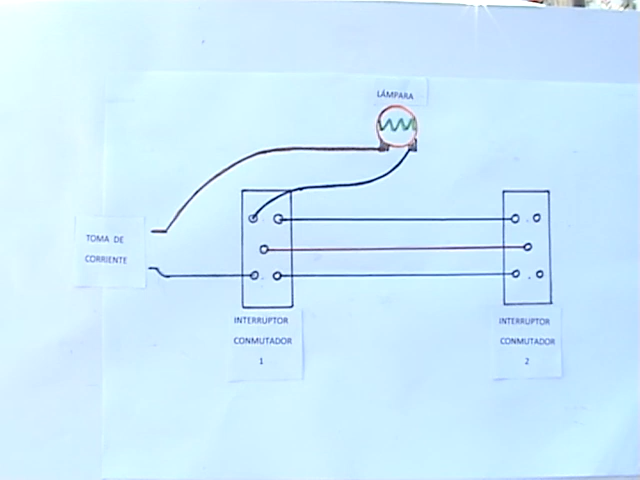 LÁMPARA
TOMA DE
CORRIENTE
INTERRUPTOR
CONMUTADOR
1
INTERRUPTOR
CONMUTADOR
2